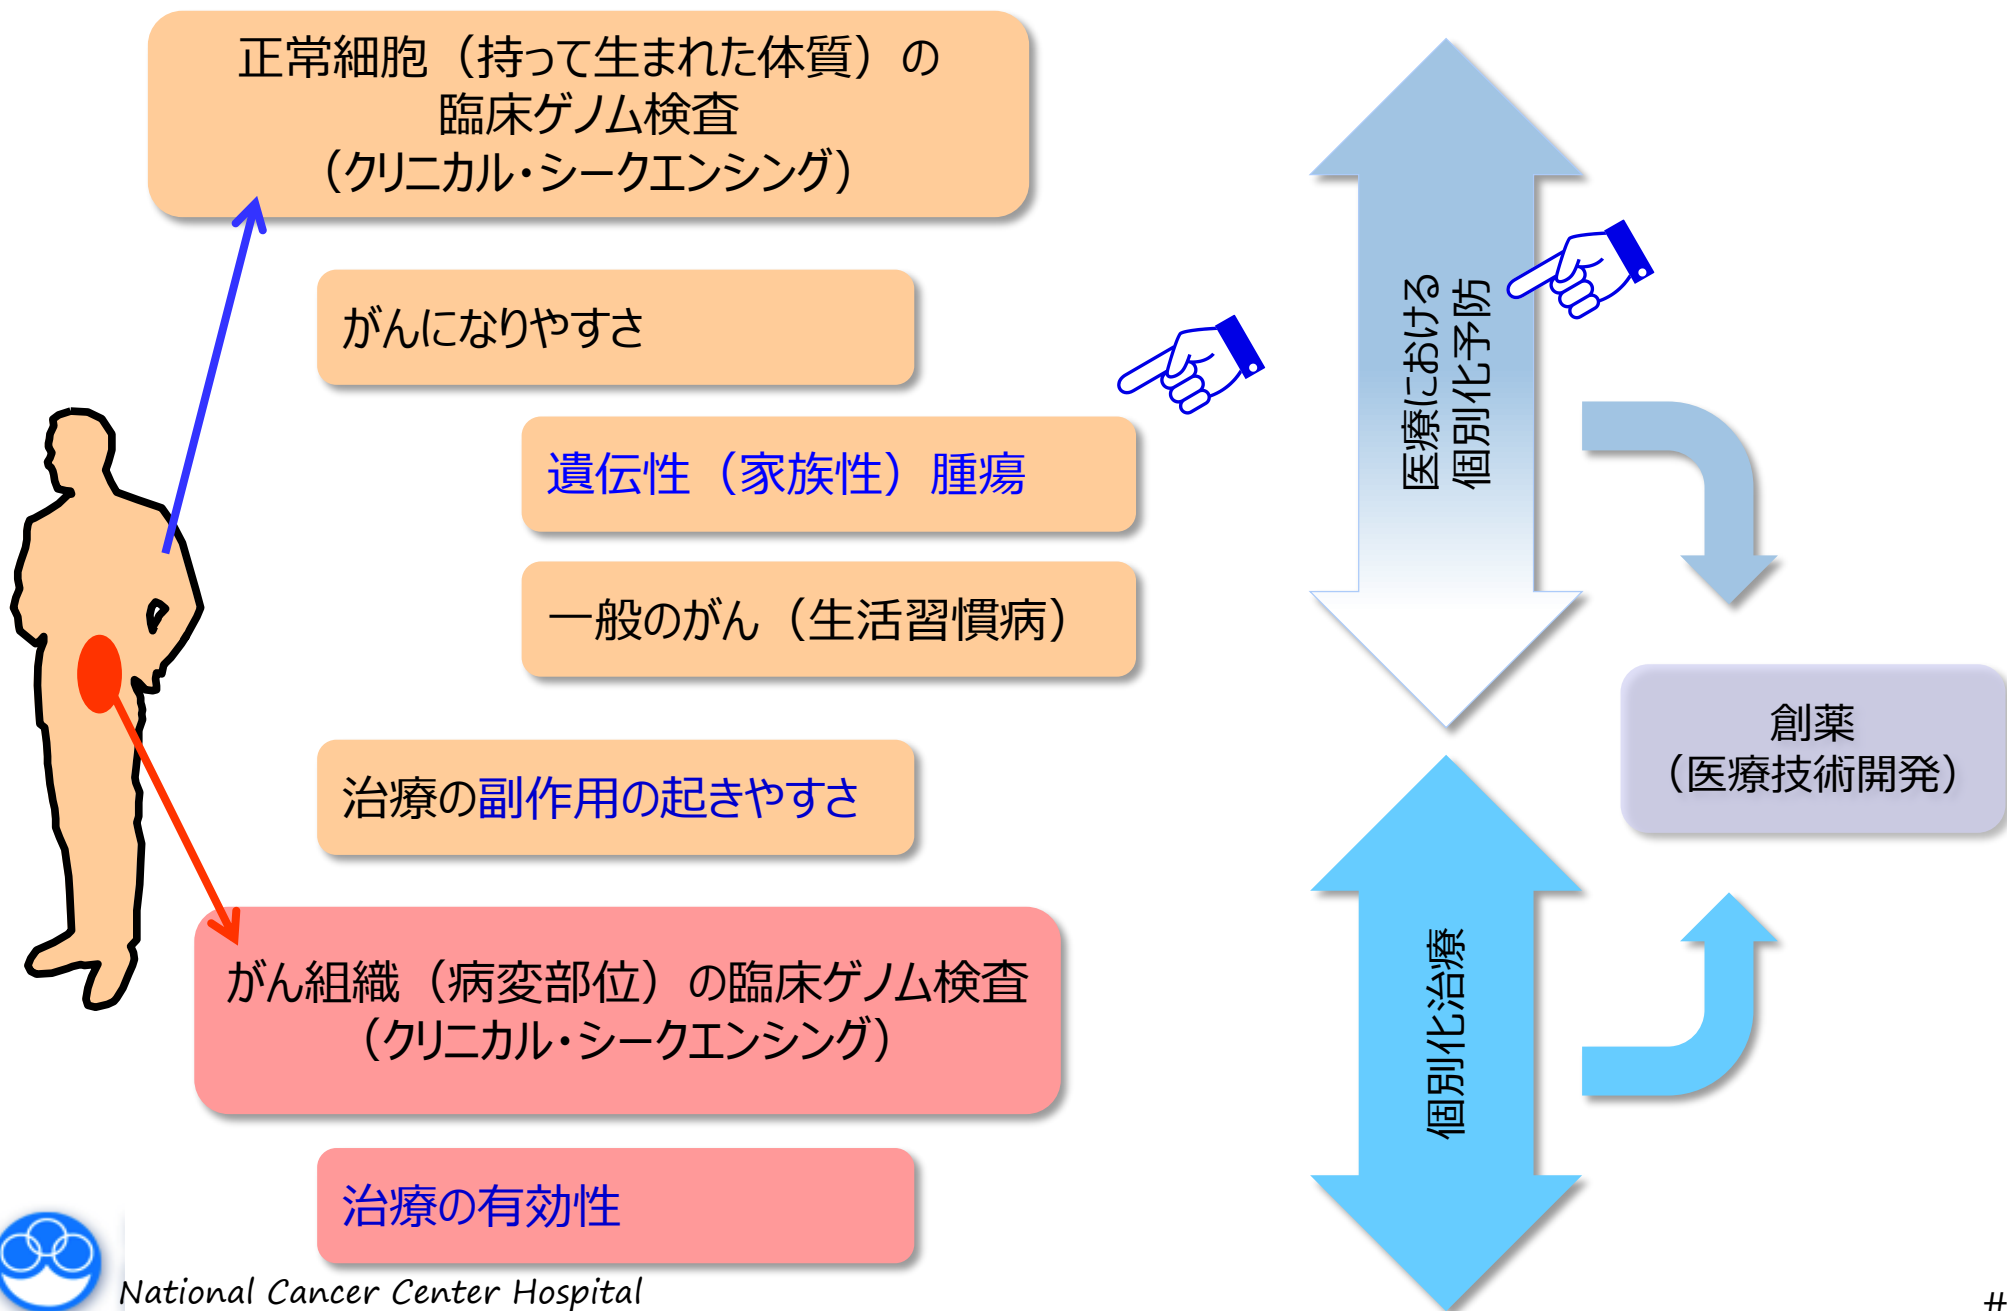 正常細胞（持って生まれた体質）の
臨床ゲノム検査
（クリニカル・シークエンシング）
がんになりやすさ
遺伝性（家族性）腫瘍
一般のがん（生活習慣病）
治療の副作用の起きやすさ
がん組織（病変部位）の臨床ゲノム検査
（クリニカル・シークエンシング）
治療の有効性
医療における
個別化予防
個別化治療
創薬
（医療技術開発）
National Cancer Center Hospital
#